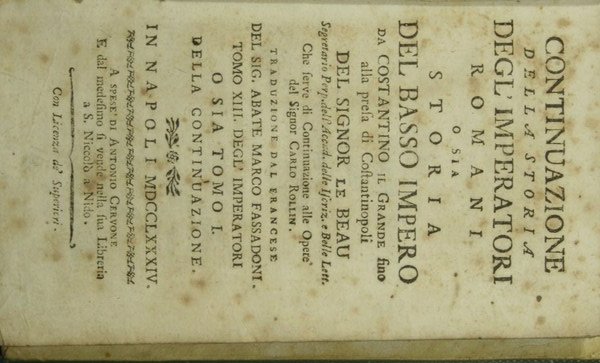 CONTINUAZIONE
DELLA STORIA
DEGL'IMPERATORI
ROMANI
O SIA
STORIA
DEL BASSO IMPERO
DA COSTANTINO IL GRANDE fino
alla presa di Costantinopoli
DEL SIGNOR LE BEAU
Segretario Perp. dell'Accad. delle Iscriz. e Belle Lett.
Che serve di Continuazione alle Opere
del Signor CARLO ROLLIN.
TRADUZIONE DAL FRANCESE
DEL SIG. ABATE MARCO FASSADONI.
TOMO XIII. DEGL' IMPERATORI
O SIA TOMO I.
DELLA CONTINUAZIONE.
IN NAPOLI MDCCLXXXIV.
A SPESE DI ANTONIO CERVONE
E dal medesimo si vende nella sua Libreria
a S. Niccolò a Nido.
Con Licenza de' Superiori.